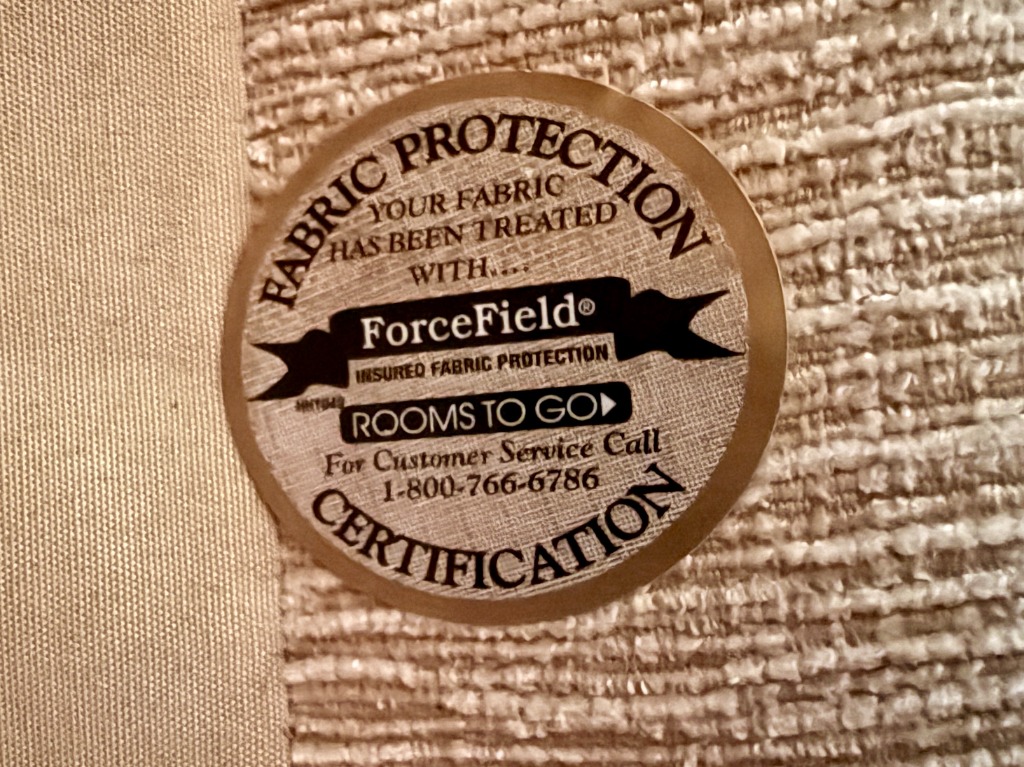 FABRIC PROTECTION
YOUR FABRIC
HAS BEEN TREATED
WITH....
ForceField®
INSURED FABRIC PROTECTION
ROOMS TO GO
For Customer Service Call
1-800-766-6786
CERTIFICATION